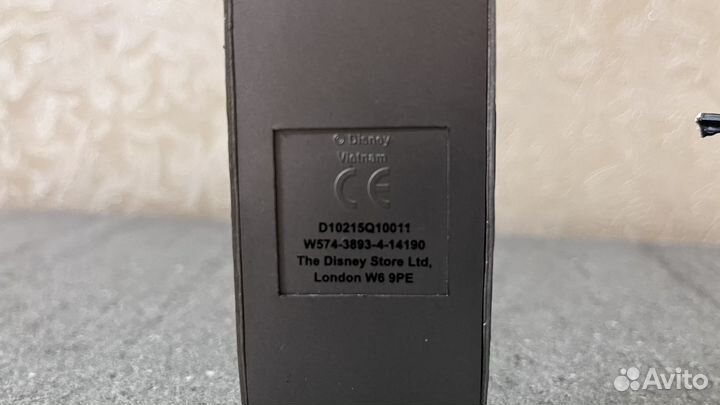 © Disney
Vietnam
CE
D10215Q10011
W574-3893-4-14190
The Disney Store Ltd,
London W6 9PE
Avito